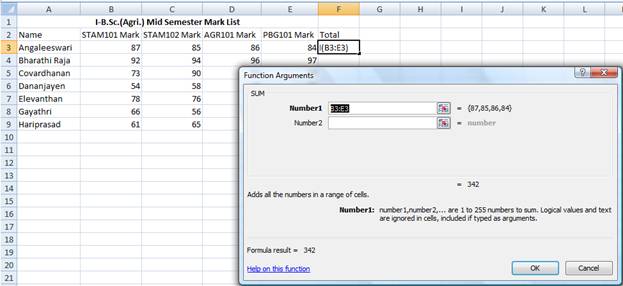 A B C D E F G H I J K L
1 I-B.Sc.(Agri.) Mid Semester Mark List
2 Name STAM101 Mark STAM102 Mark AGR101 Mark PBG101 Mark Total
3 Angaleeswari 87 85 86 84 I(B3:E3)
4 Bharathi Raja 92 94 96 97
5 Covardhanan 73 90
6 Dananjayen 54 58
7 Elevanthan 78 76
8 Gayathri 66 56
9 Hariprasad 61 65
10
11
12
13
14
15
16
17
18
19
20
21
Function Arguments
SUM
Number1 B3:E3 = {87,85,86,84}
Number2 = number
= 342
Adds all the numbers in a range of cells.
Number1: number1,number2,... are 1 to 255 numbers to sum. Logical values and text
are ignored in cells, included if typed as arguments.
Formula result = 342
Help on this function OK Cancel